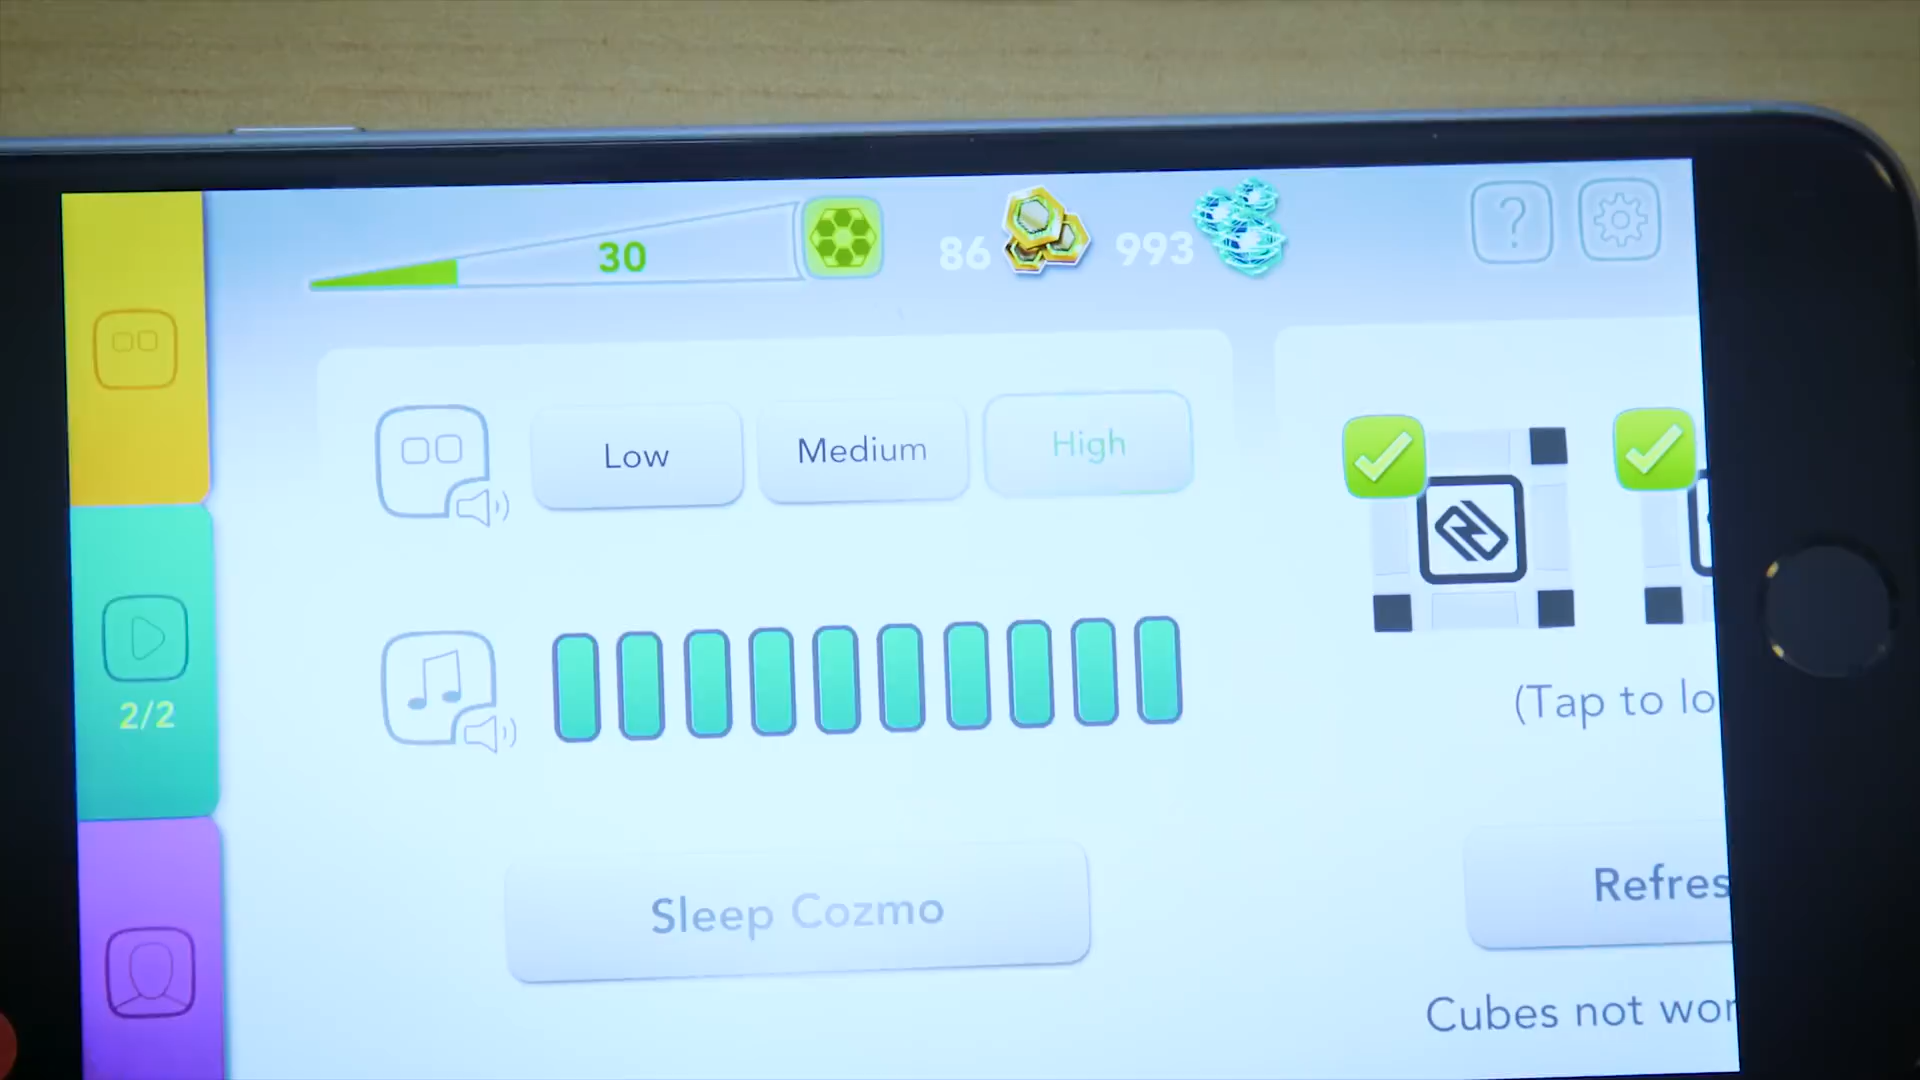 30
86
993
?
Low
Medium
High
2/2
(Tap to lo
Sleep Cozmo
Refres
Cubes not wor